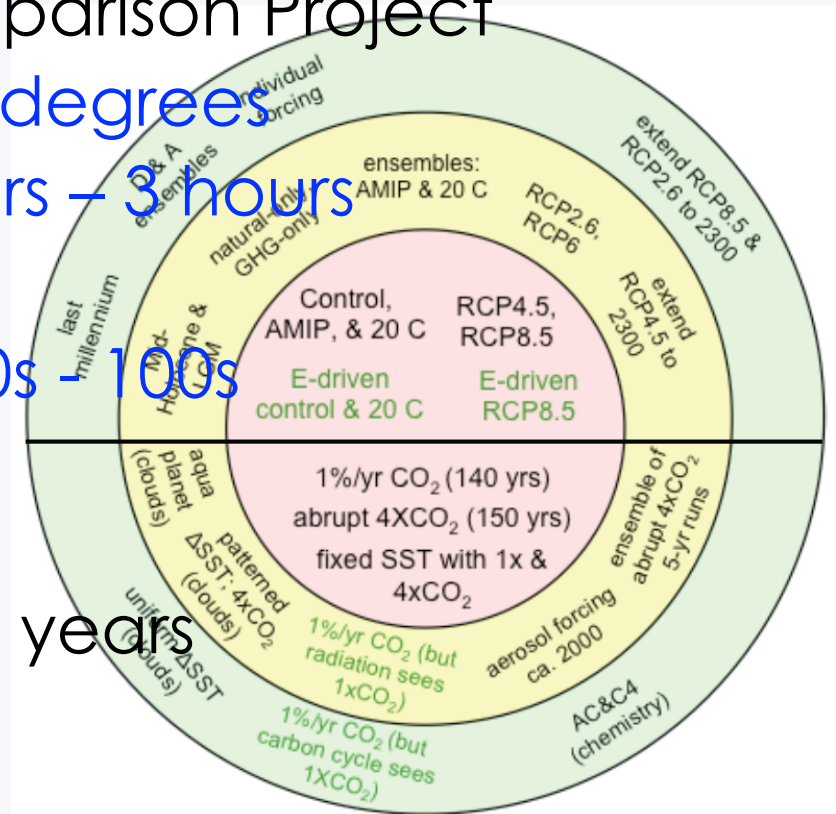 parison Project
degrees
rs – 3 hours
0s - 100s
years
individual
forcing
D & A
ensembles
last
millennium
extend RCP8.5 &
RCP2.6 to 2300
ensembles:
AMIP & 20 C
natural-only,
GHG-only
RCP2.6,
RCP6
Mid-
Holocene &
LGM
extend
RCP4.5 to
2300
Control,
AMIP, & 20 C
RCP4.5,
RCP8.5
E-driven
control & 20 C
E-driven
RCP8.5
1%/yr CO₂ (140 yrs)
abrupt 4XCO₂ (150 yrs)
fixed SST with 1x &
4xCO₂
aqua
planet
(clouds)
patterned
ΔSST; 4xCO₂
(clouds)
1%/yr CO₂ (but
radiation sees
1xCO₂)
aerosol forcing
ca. 2000
ensemble of
abrupt 4xCO₂
5-yr runs
uniform ΔSST
(clouds)
1%/yr CO₂ (but
carbon cycle sees
1XCO₂)
AC&C4
(chemistry)